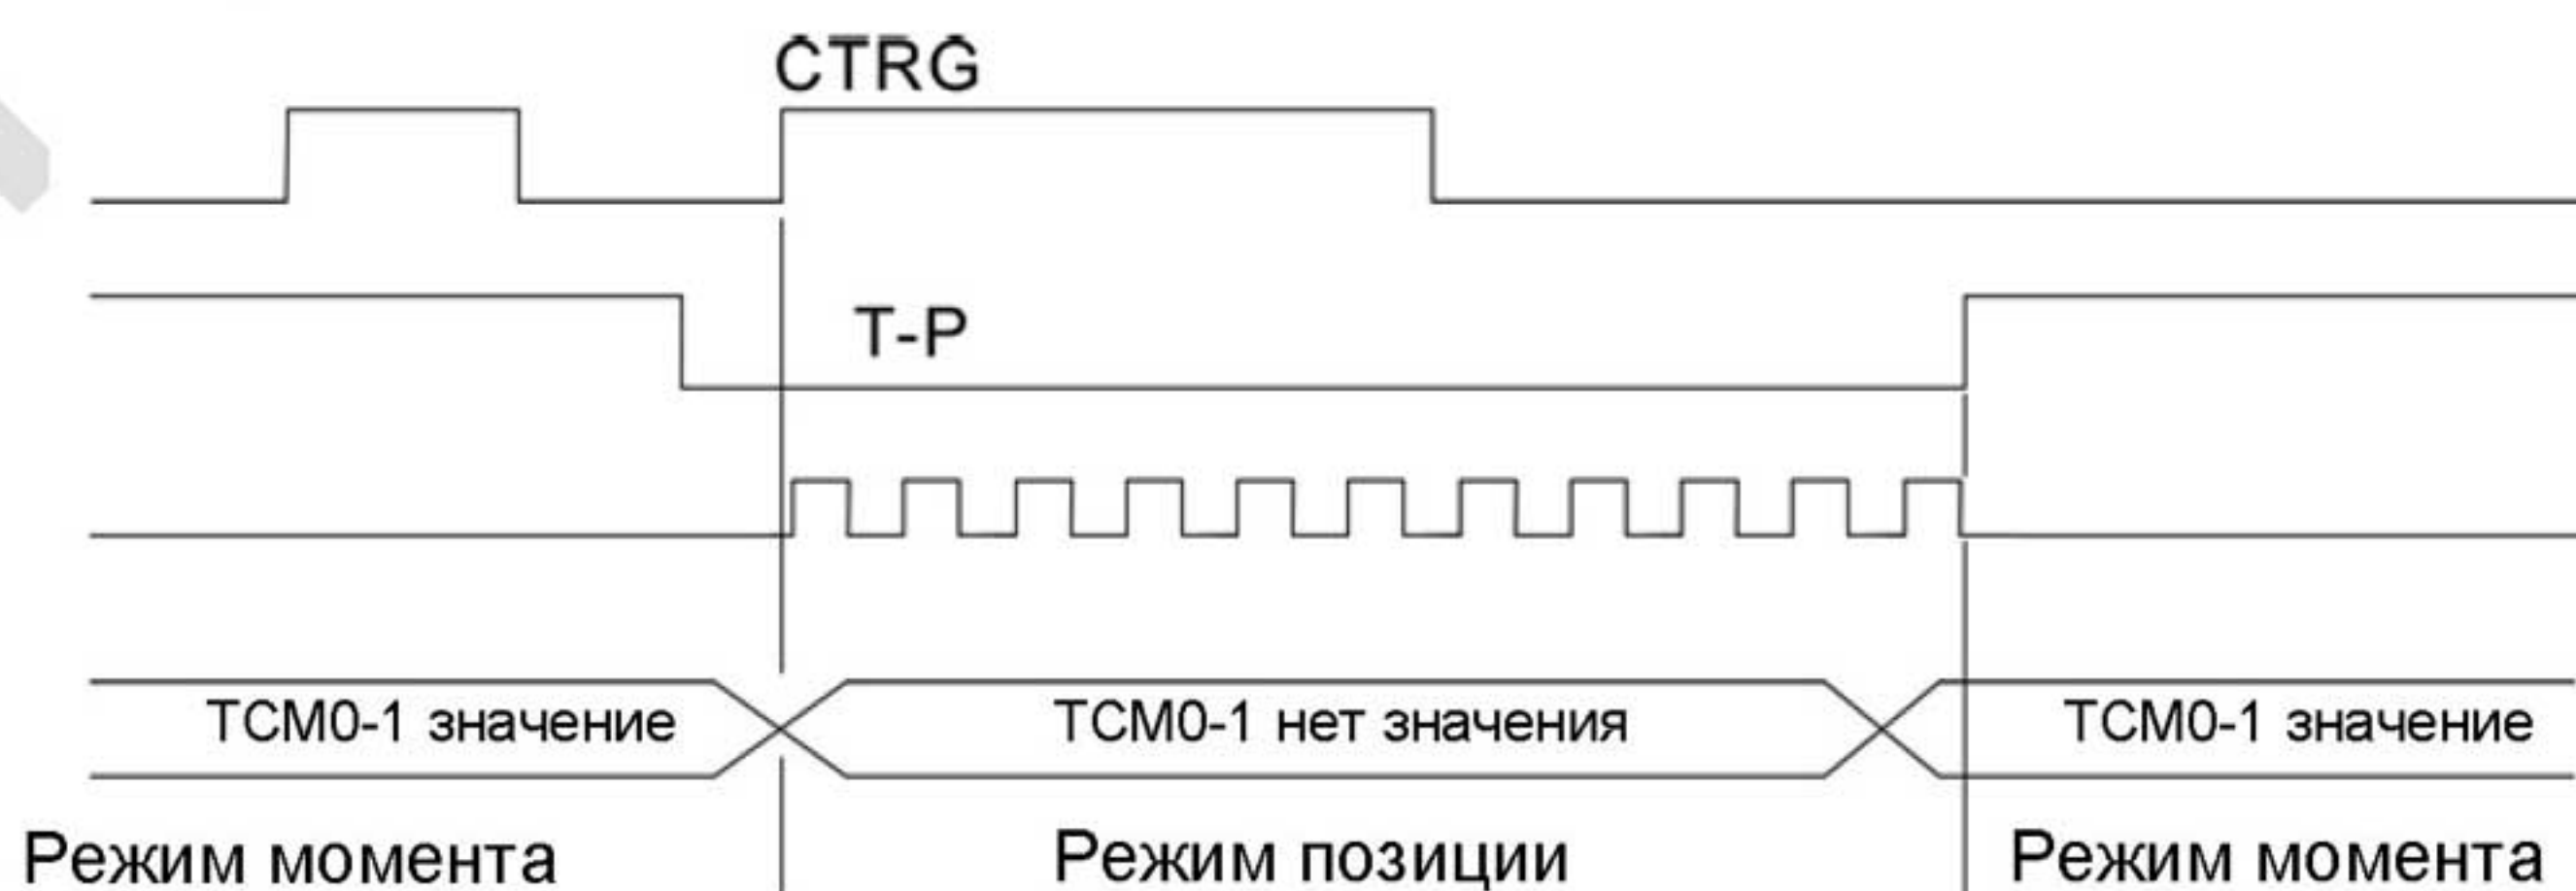 CTRG
T-P
TCM0-1 значение
TCM0-1 нет значения
TCM0-1 значение
Режим момента
Режим позиции
Режим момента